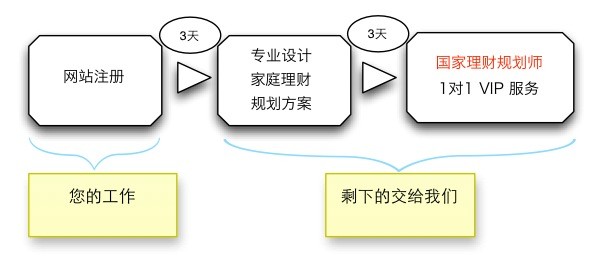 3天
3天
网站注册
专业设计
家庭理财
规划方案
国家理财规划师
1对1 VIP 服务
您的工作
剩下的交给我们